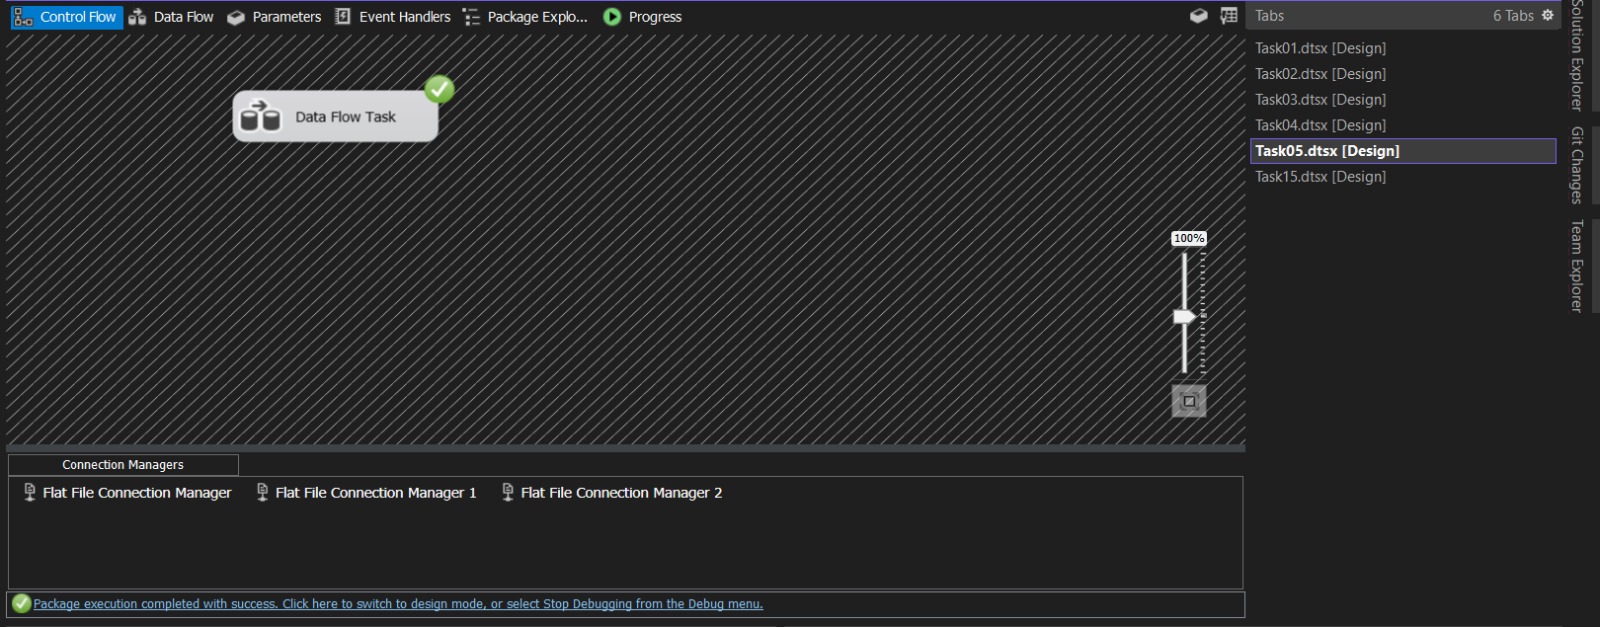 Control Flow Data Flow Parameters Event Handlers Package Explo... Progress
Data Flow Task
100%
Connection Managers
Flat File Connection Manager Flat File Connection Manager 1 Flat File Connection Manager 2
Package execution completed with success. Click here to switch to design mode, or select Stop Debugging from the Debug menu.
Tabs 6 Tabs
Task01.dtsx [Design]
Task02.dtsx [Design]
Task03.dtsx [Design]
Task04.dtsx [Design]
Task05.dtsx [Design]
Task15.dtsx [Design]
Solution Explorer
Git Changes
Team Explorer